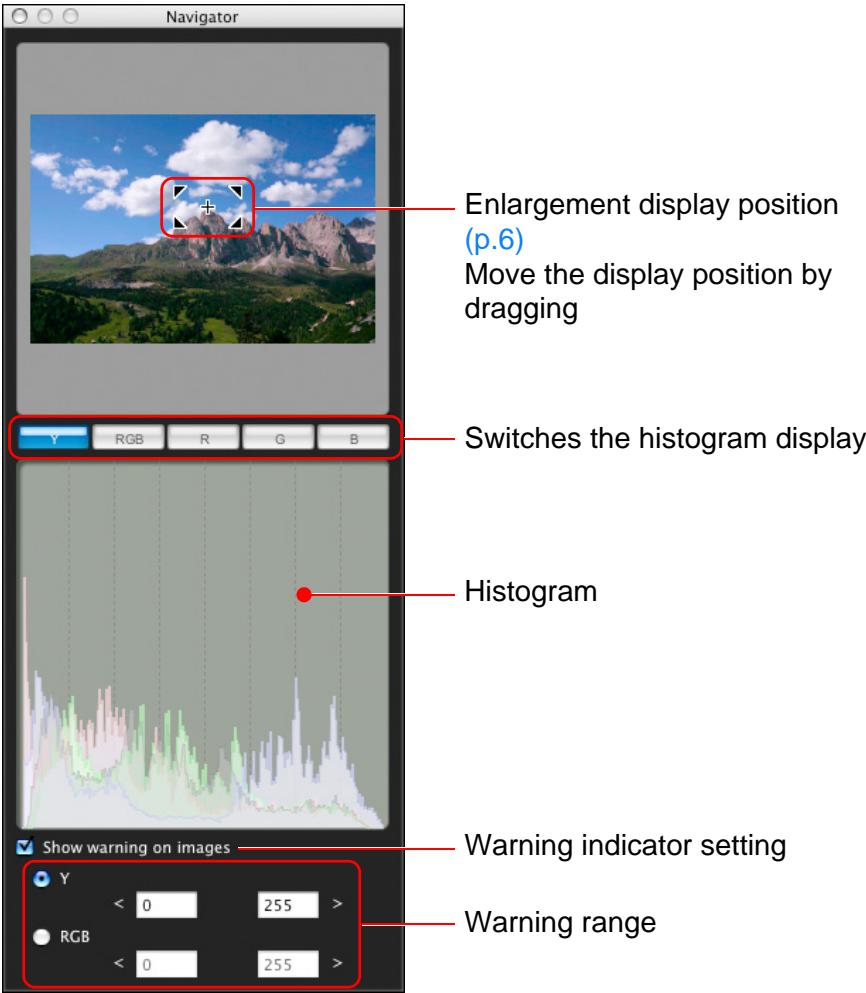 Navigator
Enlargement display position
(p.6)
Move the display position by
dragging
Y RGB R G B
Switches the histogram display
Histogram
Show warning on images
Warning indicator setting
Y
< 0 255 >
RGB
< 0 255 >
Warning range